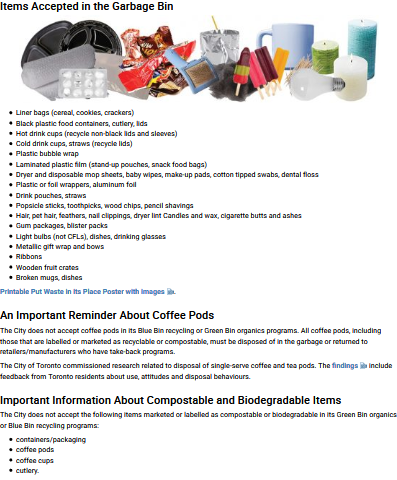 Items Accepted in the Garbage Bin
Liner bags (cereal, cookies, crackers)
Black plastic food containers, cutlery, lids
Hot drink cups (recycle non-black lids and sleeves)
Cold drink cups, straws (recycle lids)
Plastic bubble wrap
Laminated plastic film (stand-up pouches, snack food bags)
Dryer and disposable mop sheets, baby wipes, make-up pads, cotton tipped swabs, dental floss
Plastic or foil wrappers, aluminum foil
Drink pouches, straws
Popsicle sticks, toothpicks, wood chips, pencil shavings
Hair, pet hair, feathers, nail clippings, dryer lint Candles and wax, cigarette butts and ashes
Gum packages, blister packs
Light bulbs (not CFLs), dishes, drinking glasses
Metallic gift wrap and bows
Ribbons
Wooden fruit crates
Broken mugs, dishes
Printable Put Waste in Its Place Poster with Images.
An Important Reminder About Coffee Pods
The City does not accept coffee pods in its Blue Bin recycling or Green Bin organics programs. All coffee pods, including
those that are labelled or marked as recyclable or compostable, must be disposed of in the garbage or returned to
retailers/manufacturers who have take-back programs.
The City of Toronto commissioned research related to disposal of single-serve coffee and tea pods. The findings include
feedback from Toronto residents about use, attitudes and disposal behaviours.
Important Information About Compostable and Biodegradable Items
The City does not accept the following items marketed or labelled as compostable or biodegradable in its Green Bin organics
or Blue Bin recycling programs:
containers/packaging
coffee pods
coffee cups
cutlery.